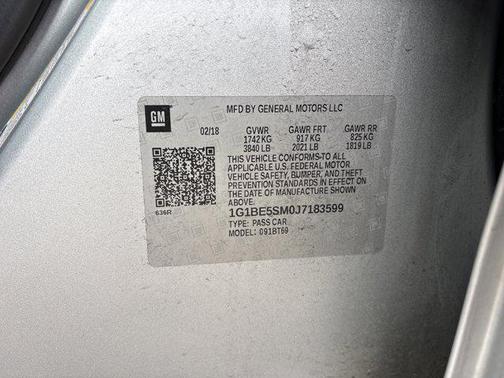 GM
MFD BY GENERAL MOTORS LLC
02/18 GVWR GAWR FRT GAWR RR
1742 KG 917 KG 825 KG
3840 LB 2021 LB 1819 LB
THIS VEHICLE CONFORMS TO ALL
APPLICABLE U.S. FEDERAL MOTOR
VEHICLE SAFETY, BUMPER, AND THEFT
PREVENTION STANDARDS IN EFFECT ON
THE DATE OF MANUFACTURE SHOWN
ABOVE.
636R
1G1BE5SM0J7183599
TYPE: PASS CAR
MODEL: 091BT69